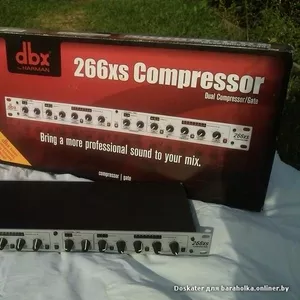 dbx
by HARMAN
266xs Compressor
Dual Compressor/Gate
266xs
Bring a more professional sound to your mix.
compressor | gate
266xs
Doskater для baraholka.onliner.by